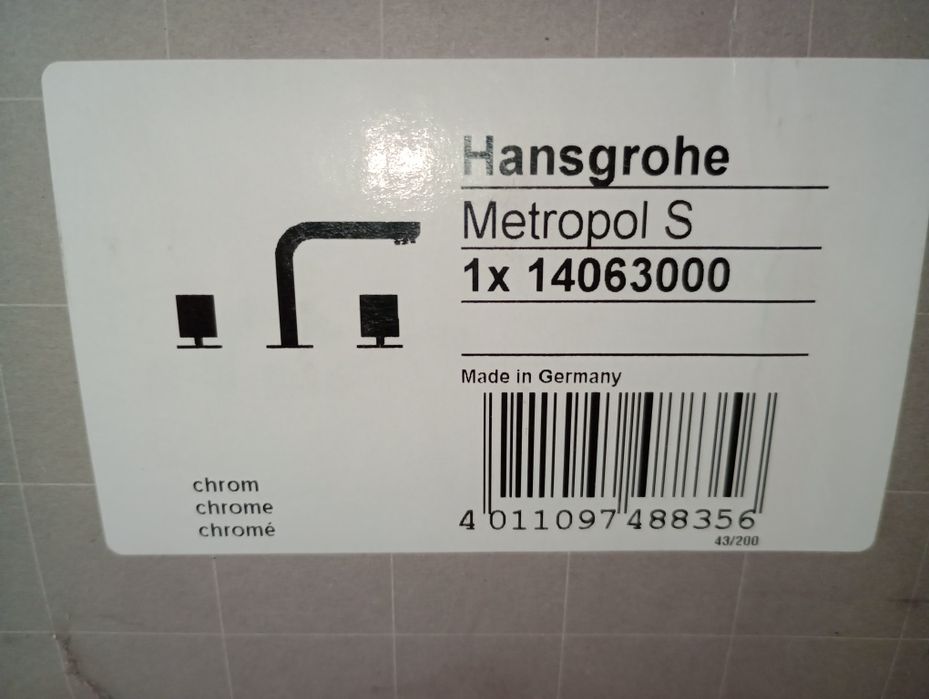 Hansgrohe
Metropol S
1x 14063000
Made in Germany
chrom
chrome
chromé
4 011097 488356
43/200